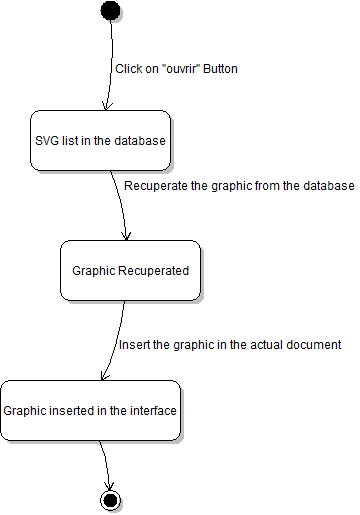 Click on "ouvrir" Button
SVG list in the database
Recuperate the graphic from the database
Graphic Recuperated
Insert the graphic in the actual document
Graphic inserted in the interface